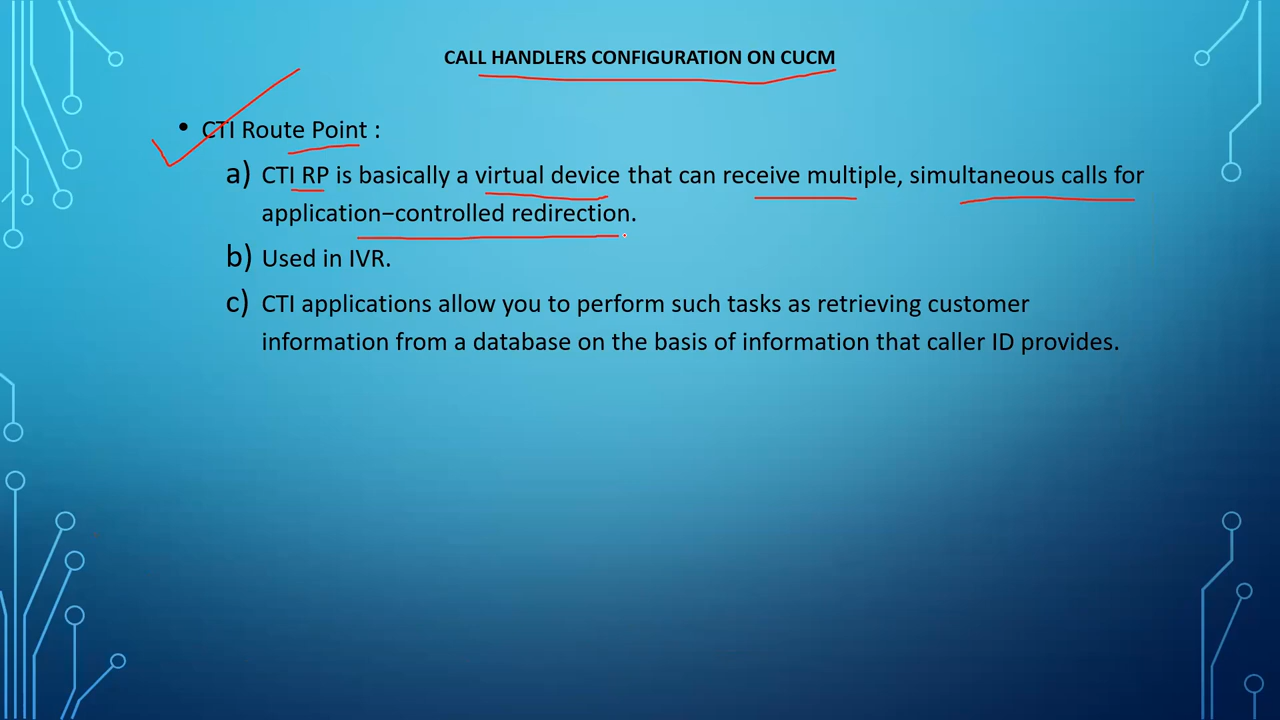 CALL HANDLERS CONFIGURATION ON CUCM
• CTI Route Point :
a) CTI RP is basically a virtual device that can receive multiple, simultaneous calls for
application−controlled redirection.
b) Used in IVR.
c) CTI applications allow you to perform such tasks as retrieving customer
information from a database on the basis of information that caller ID provides.